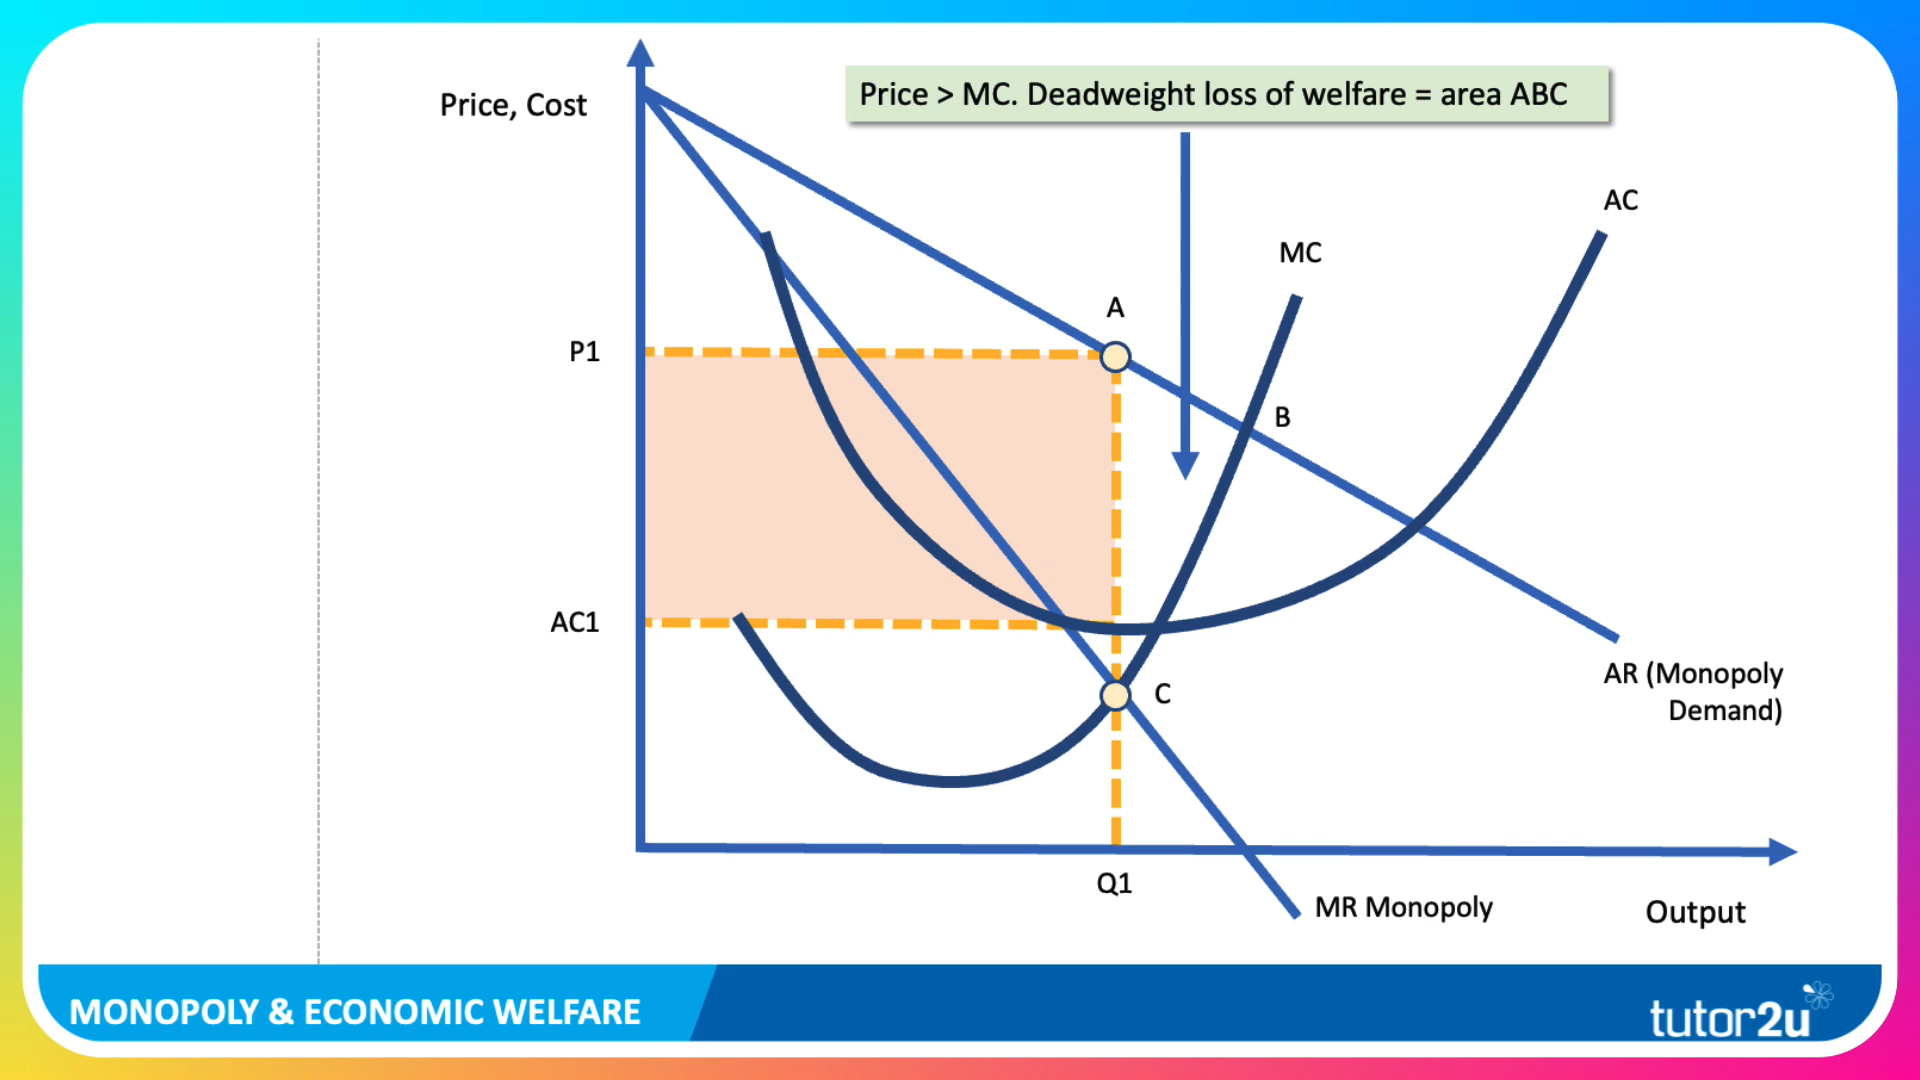 Price, Cost
Price > MC. Deadweight loss of welfare = area ABC
AC
MC
A
P1
B
AC1
AR (Monopoly
Demand)
C
Q1
MR Monopoly
Output
MONOPOLY & ECONOMIC WELFARE
tutor2u